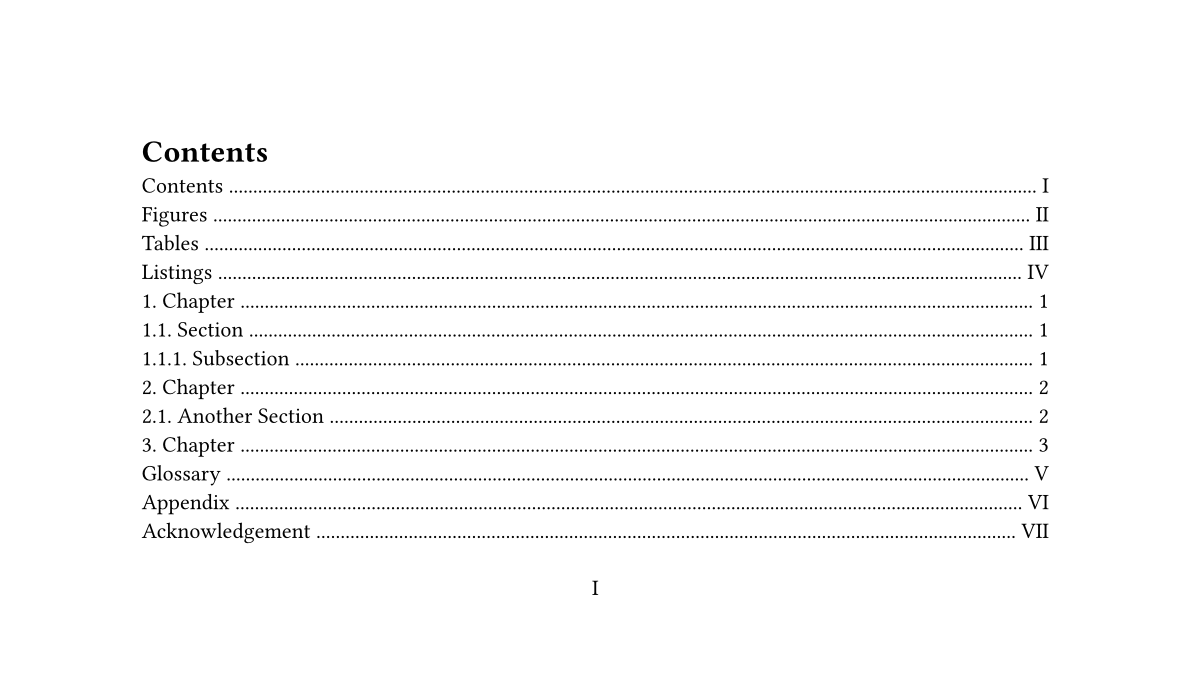 Contents
Contents ........................................................................................................................................................................ I
Figures ........................................................................................................................................................................ II
Tables ........................................................................................................................................................................ III
Listings ........................................................................................................................................................................ IV
1. Chapter ........................................................................................................................................................................ 1
1.1. Section ........................................................................................................................................................................ 1
1.1.1. Subsection ........................................................................................................................................................................ 1
2. Chapter ........................................................................................................................................................................ 2
2.1. Another Section ........................................................................................................................................................................ 2
3. Chapter ........................................................................................................................................................................ 3
Glossary ........................................................................................................................................................................ V
Appendix ........................................................................................................................................................................ VI
Acknowledgement ........................................................................................................................................................................ VII
I